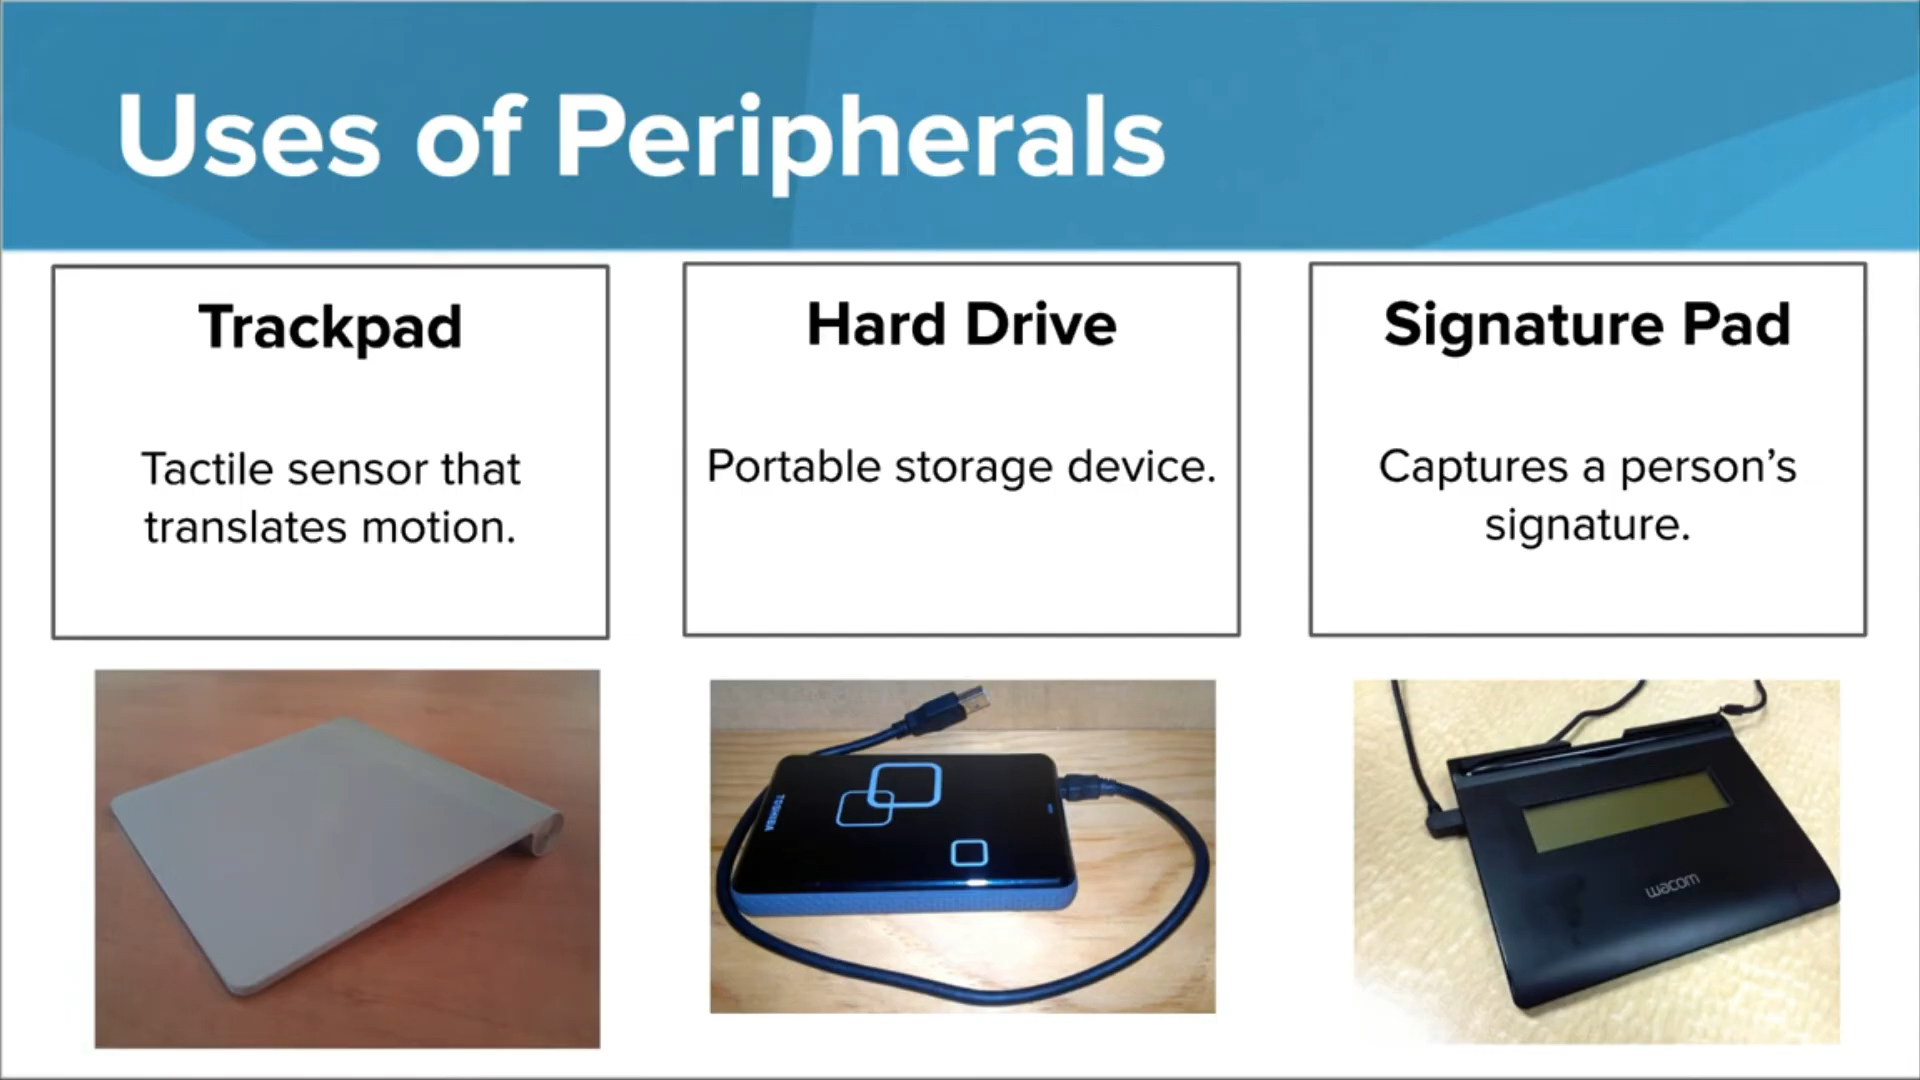 Uses of Peripherals
Trackpad
Tactile sensor that
translates motion.
Hard Drive
Portable storage device.
Signature Pad
Captures a person’s
signature.
TOSHIBA
wacom